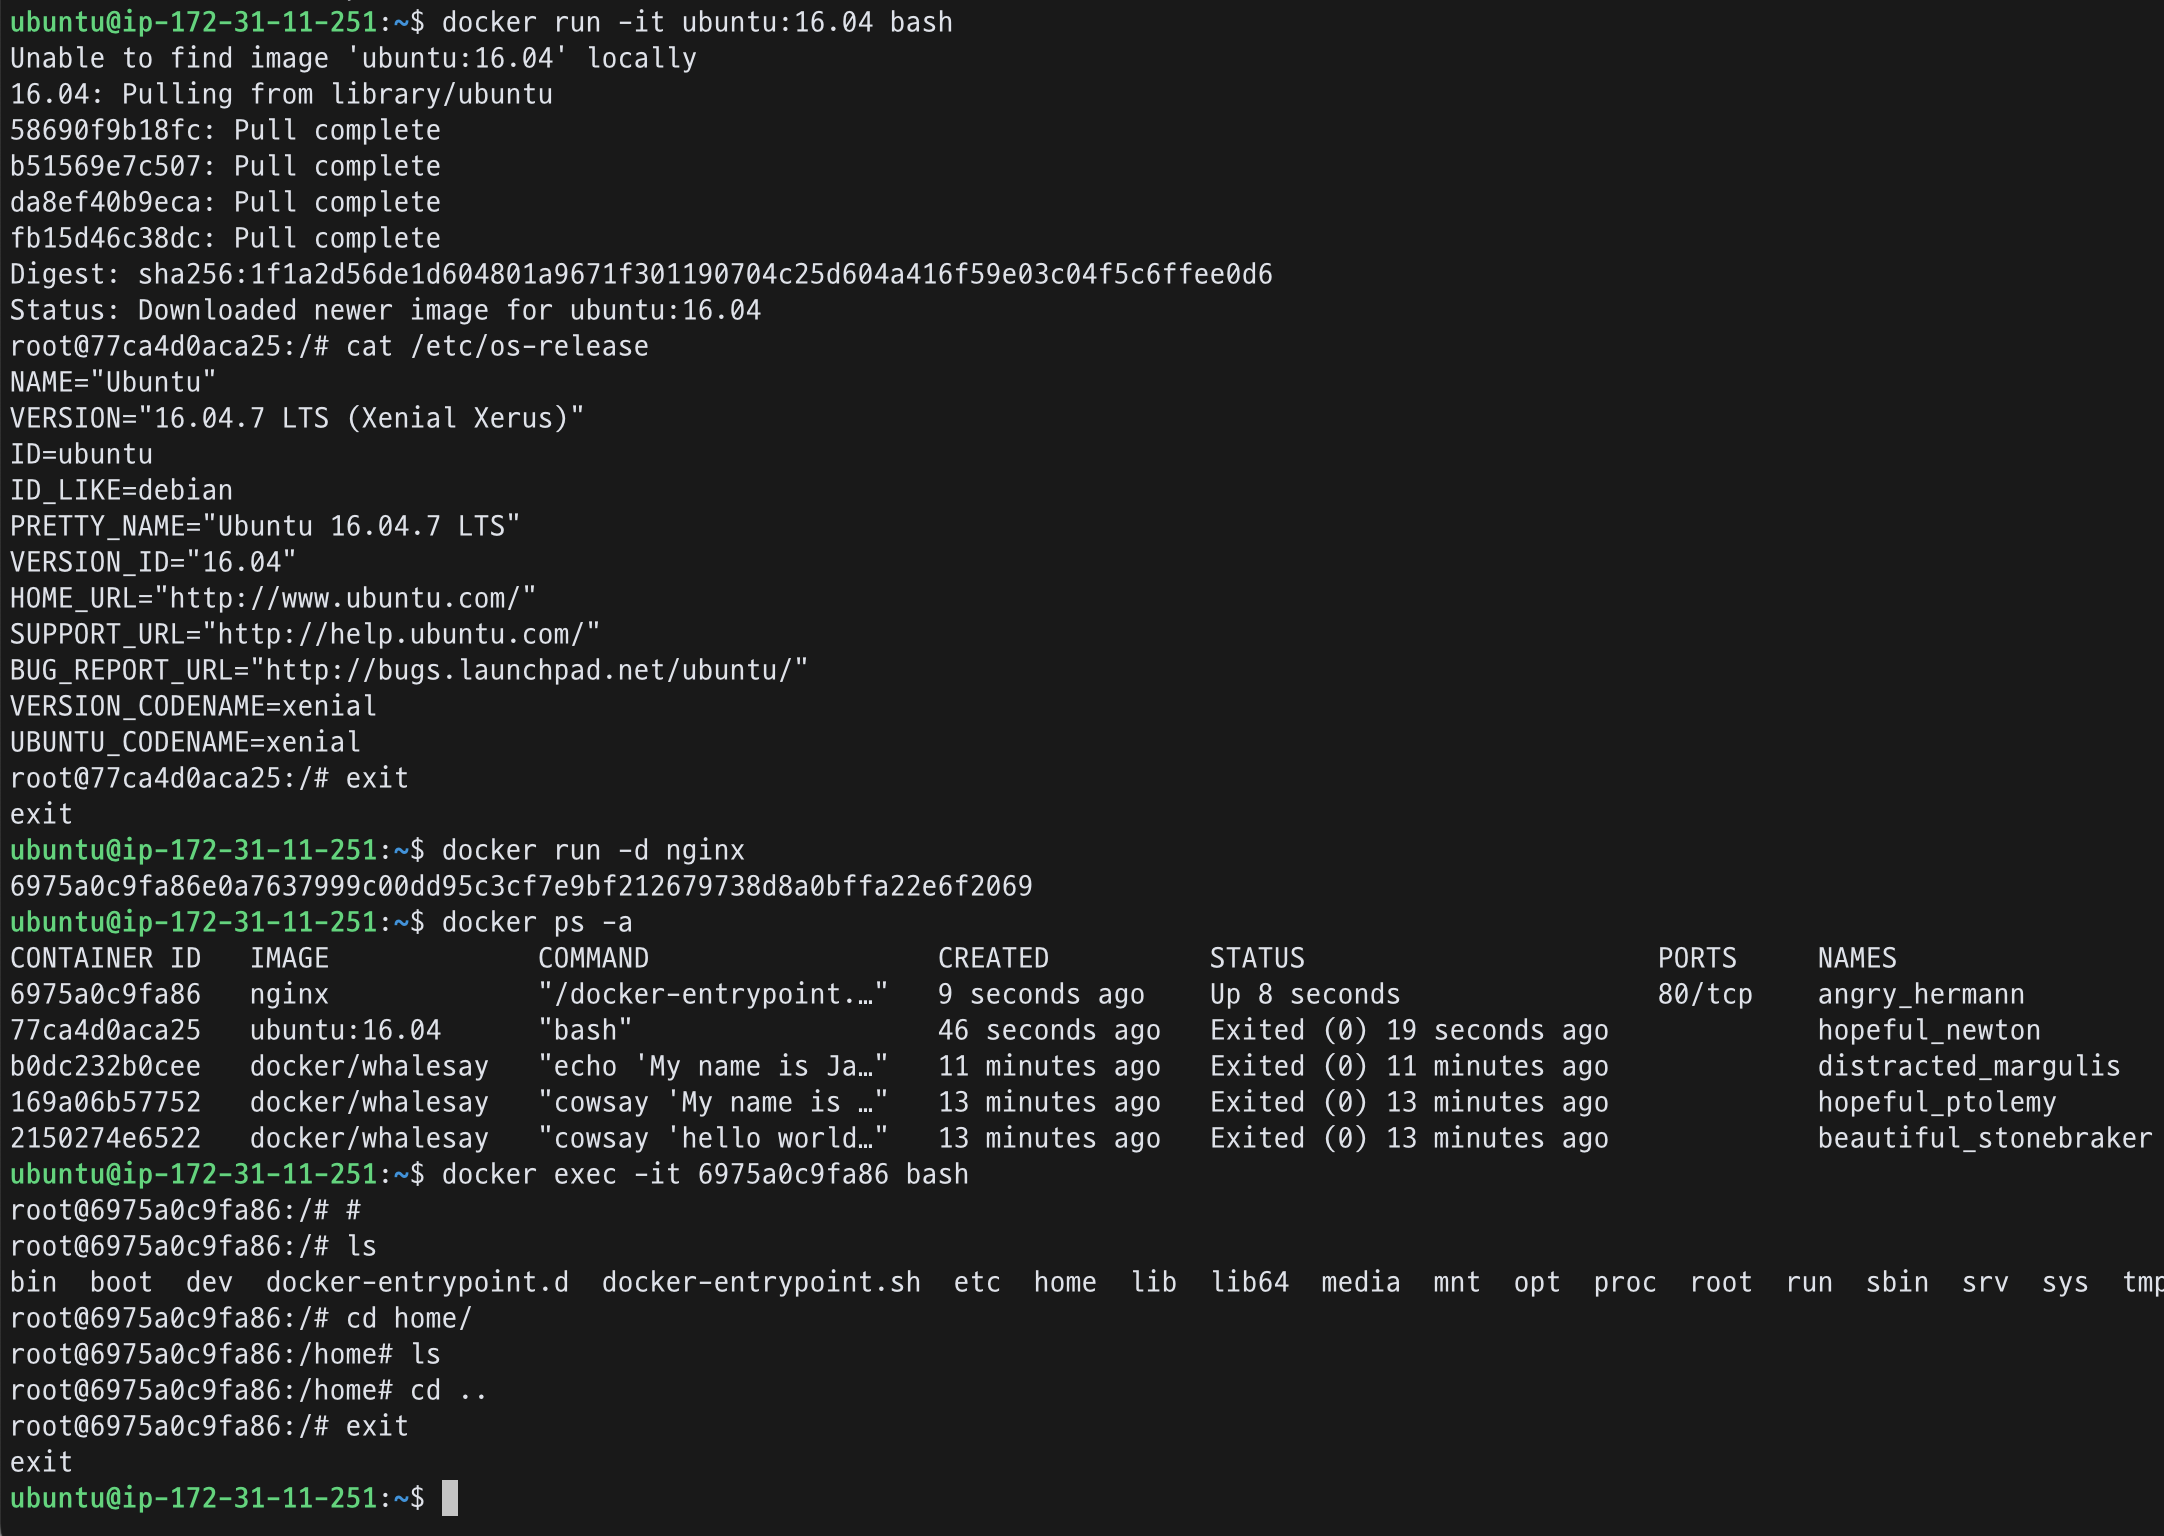 ubuntu@ip-172-31-11-251:~$ docker run -it ubuntu:16.04 bash
Unable to find image 'ubuntu:16.04' locally
16.04: Pulling from library/ubuntu
58690f9b18fc: Pull complete
b51569e7c507: Pull complete
da8ef40b9eca: Pull complete
fb15d46c38dc: Pull complete
Digest: sha256:1f1a2d56de1d604801a9671f301190704c25d604a416f59e03c04f5c6ffee0d6
Status: Downloaded newer image for ubuntu:16.04
root@77ca4d0aca25:/# cat /etc/os-release
NAME="Ubuntu"
VERSION="16.04.7 LTS (Xenial Xerus)"
ID=ubuntu
ID_LIKE=debian
PRETTY_NAME="Ubuntu 16.04.7 LTS"
VERSION_ID="16.04"
HOME_URL="http://www.ubuntu.com/"
SUPPORT_URL="http://help.ubuntu.com/"
BUG_REPORT_URL="http://bugs.launchpad.net/ubuntu/"
VERSION_CODENAME=xenial
UBUNTU_CODENAME=xenial
root@77ca4d0aca25:/# exit
exit
ubuntu@ip-172-31-11-251:~$ docker run -d nginx
6975a0c9fa86e0a7637999c00dd95c3cf7e9bf212679738d8a0bffa22e6f2069
ubuntu@ip-172-31-11-251:~$ docker ps -a
CONTAINER ID   IMAGE             COMMAND                  CREATED          STATUS                      PORTS     NAMES
6975a0c9fa86   nginx             "/docker-entrypoint.…"   9 seconds ago    Up 8 seconds                80/tcp    angry_hermann
77ca4d0aca25   ubuntu:16.04      "bash"                   46 seconds ago   Exited (0) 19 seconds ago             hopeful_newton
b0dc232b0cee   docker/whalesay   "echo 'My name is Ja…"   11 minutes ago   Exited (0) 11 minutes ago             distracted_margulis
169a06b57752   docker/whalesay   "cowsay 'My name is …"   13 minutes ago   Exited (0) 13 minutes ago             hopeful_ptolemy
2150274e6522   docker/whalesay   "cowsay 'hello world…"   13 minutes ago   Exited (0) 13 minutes ago             beautiful_stonebraker
ubuntu@ip-172-31-11-251:~$ docker exec -it 6975a0c9fa86 bash
root@6975a0c9fa86:/# #
root@6975a0c9fa86:/# ls
bin  boot  dev  docker-entrypoint.d  docker-entrypoint.sh  etc  home  lib  lib64  media  mnt  opt  proc  root  run  sbin  srv  sys  tmp
root@6975a0c9fa86:/# cd home/
root@6975a0c9fa86:/home# ls
root@6975a0c9fa86:/home# cd ..
root@6975a0c9fa86:/# exit
exit
ubuntu@ip-172-31-11-251:~$